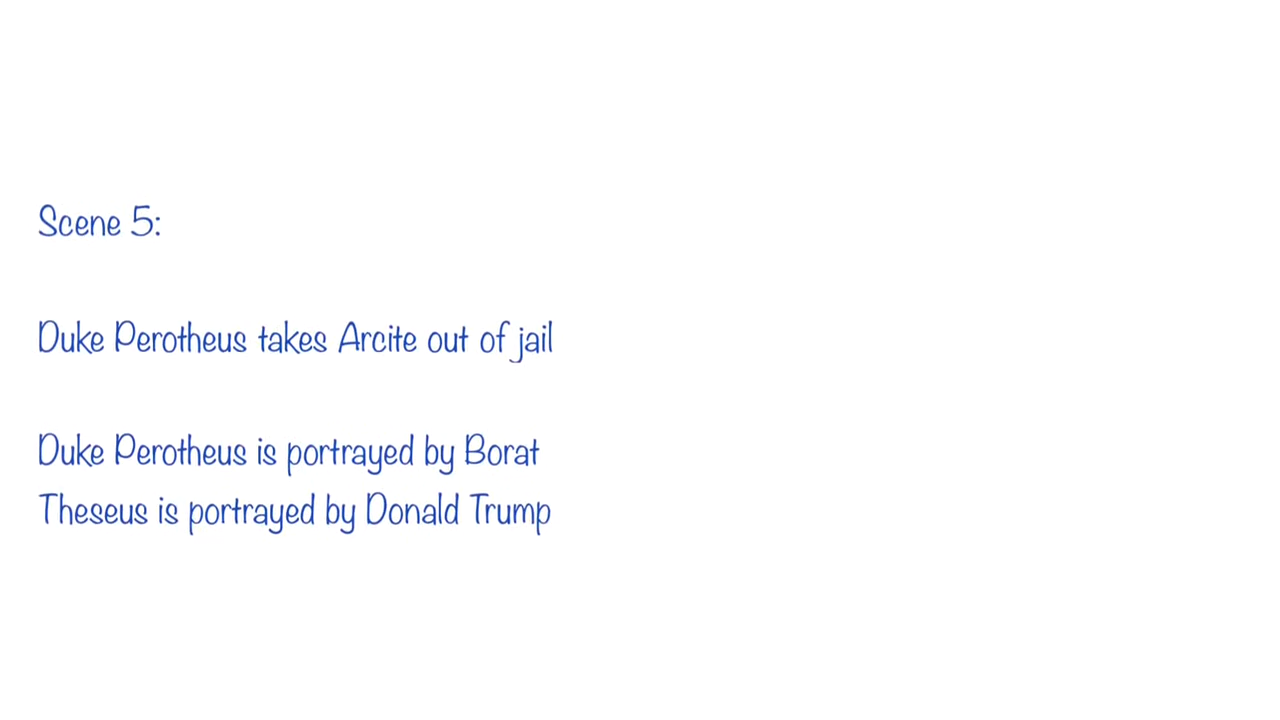 Scene 5:
Duke Perotheus takes Arcite out of jail
Duke Perotheus is portrayed by Borat
Theseus is portrayed by Donald Trump